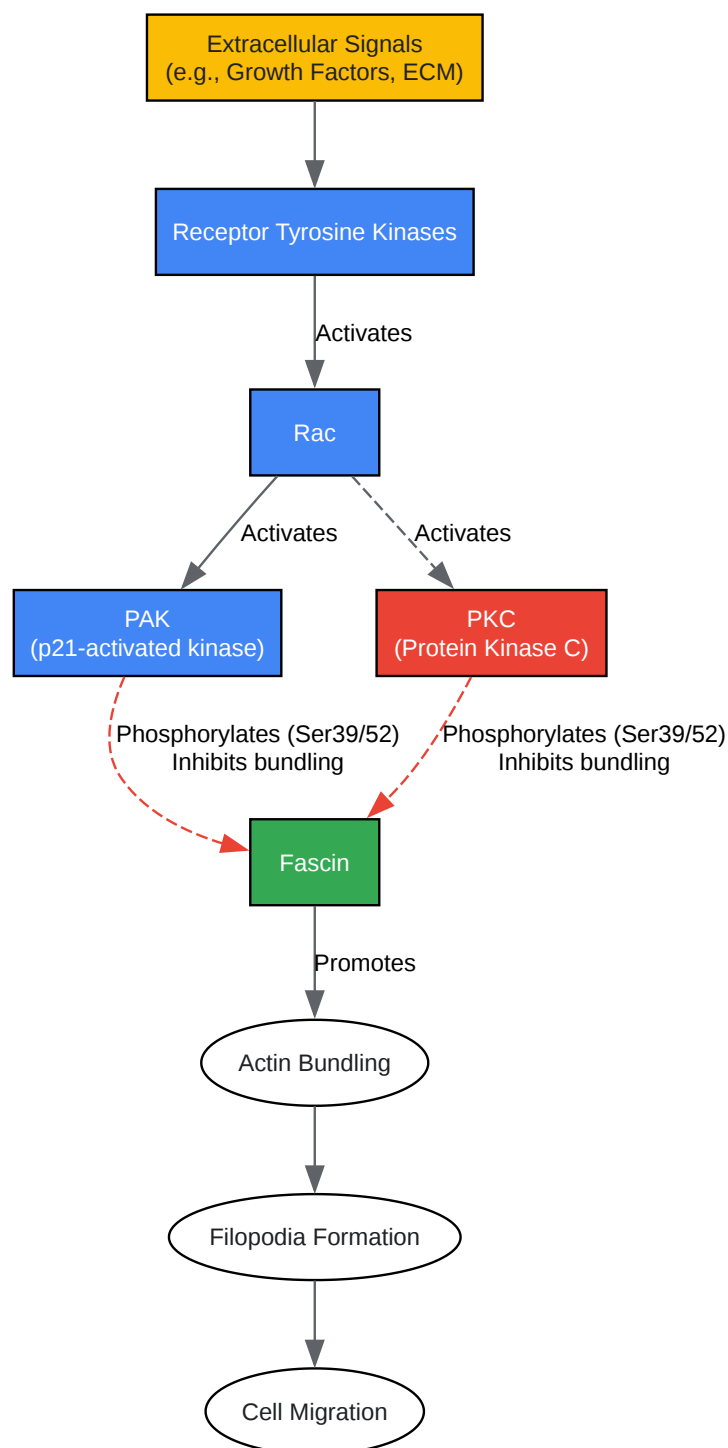 Extracellular Signals
(e.g., Growth Factors, ECM)
Receptor Tyrosine Kinases
Activates
Rac
Activates
Activates
PAK
(p21-activated kinase)
PKC
(Protein Kinase C)
Phosphorylates (Ser39/52)
Inhibits bundling
Phosphorylates (Ser39/52)
Inhibits bundling
Fascin
Promotes
Actin Bundling
Filopodia Formation
Cell Migration